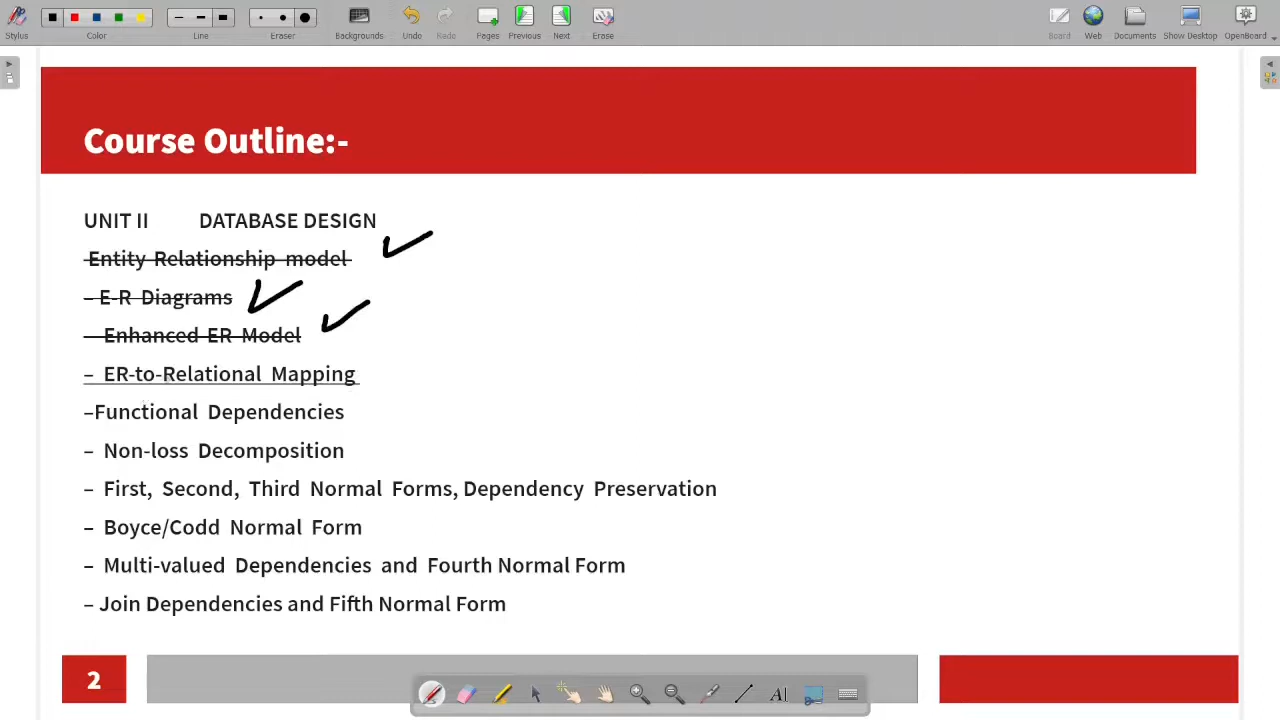 Stylus Color Line Eraser Backgrounds Undo Redo Pages Previous Next Erase Board Web Documents Show Desktop OpenBoard
Course Outline:-
UNIT II DATABASE DESIGN
Entity Relationship model
– E-R Diagrams
– Enhanced ER Model
– ER-to-Relational Mapping
–Functional Dependencies
– Non-loss Decomposition
– First, Second, Third Normal Forms, Dependency Preservation
– Boyce/Codd Normal Form
– Multi-valued Dependencies and Fourth Normal Form
– Join Dependencies and Fifth Normal Form
2
AI